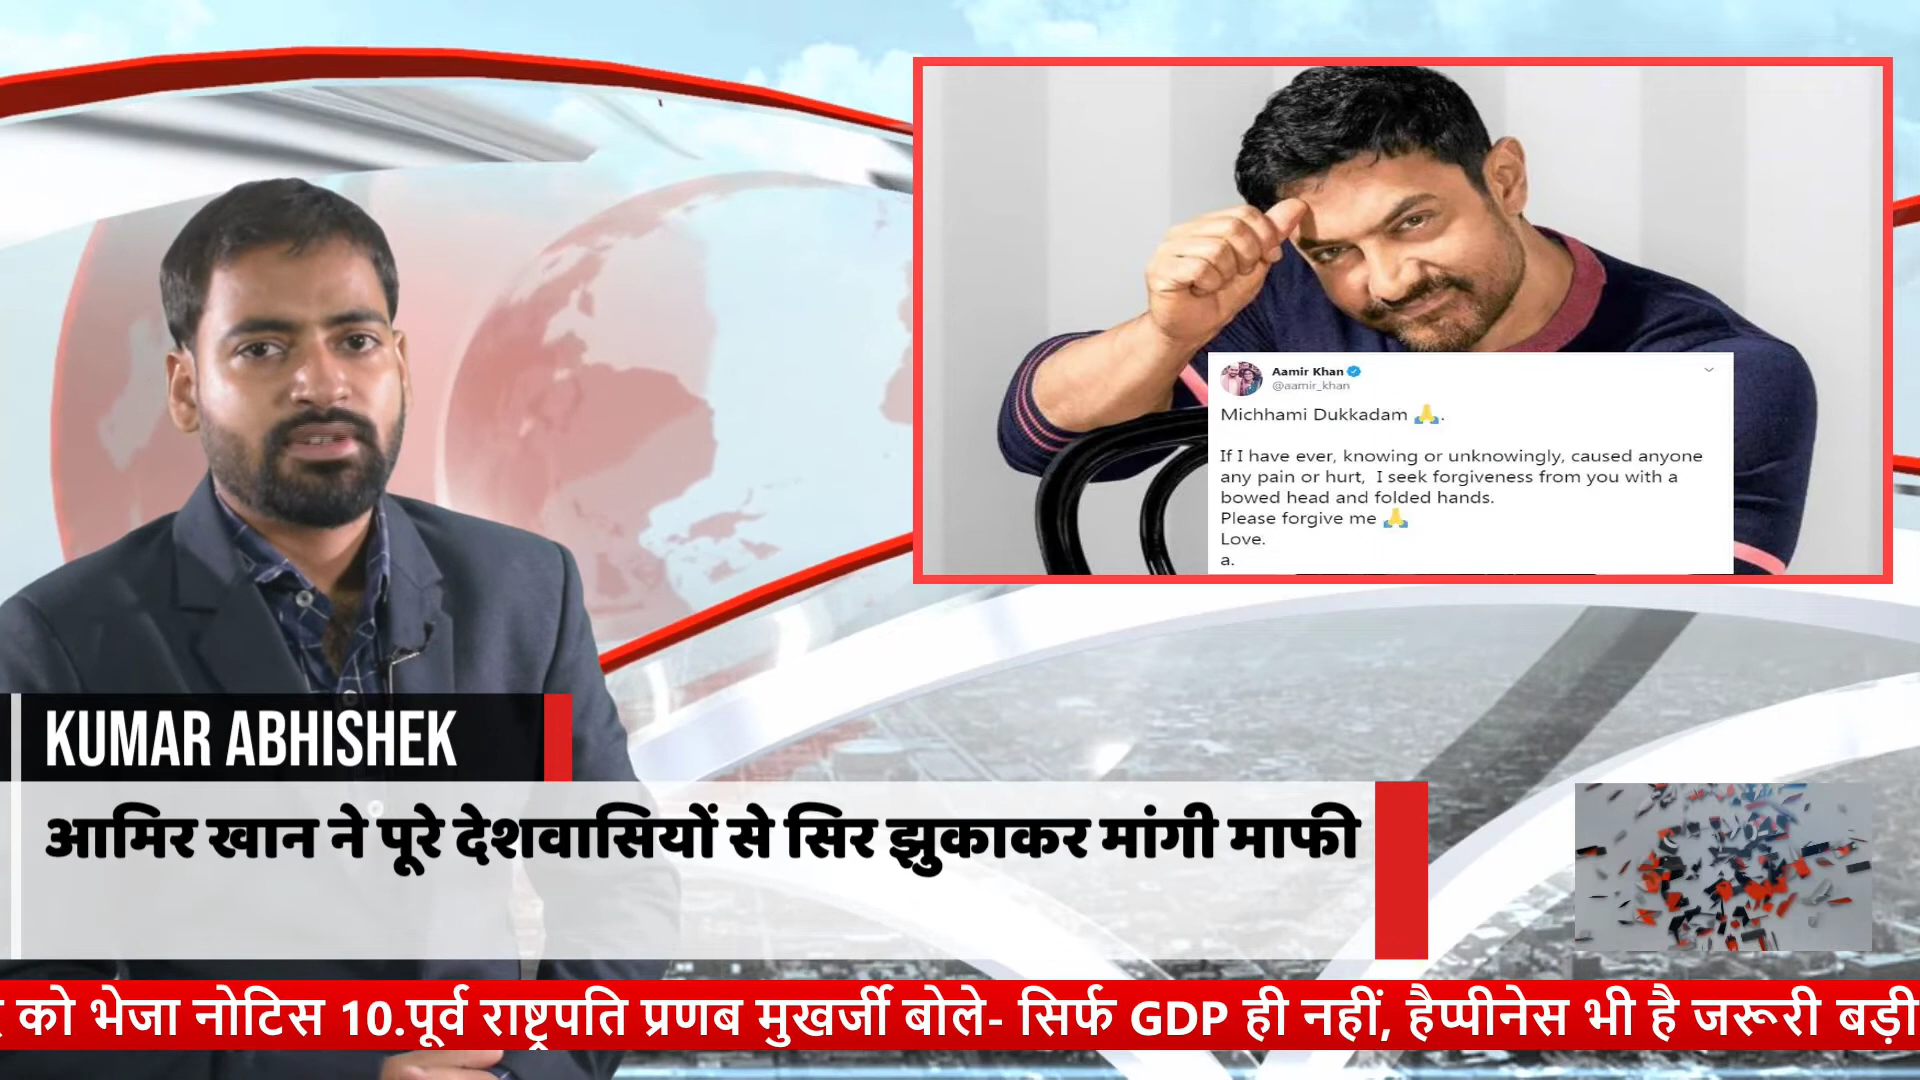 Aamir Khan
@aamir_khan
Michhami Dukkadam 🙏.
If I have ever, knowing or unknowingly, caused anyone
any pain or hurt, I seek forgiveness from you with a
bowed head and folded hands.
Please forgive me 🙏
Love.
a.
KUMAR ABHISHEK
आमिर खान ने पूरे देशवासियों से सिर झुकाकर मांगी माफी
को भेजा नोटिस 10.पूर्व राष्ट्रपति प्रणब मुखर्जी बोले- सिर्फ GDP ही नहीं, हैप्पीनेस भी है जरूरी बड़ी